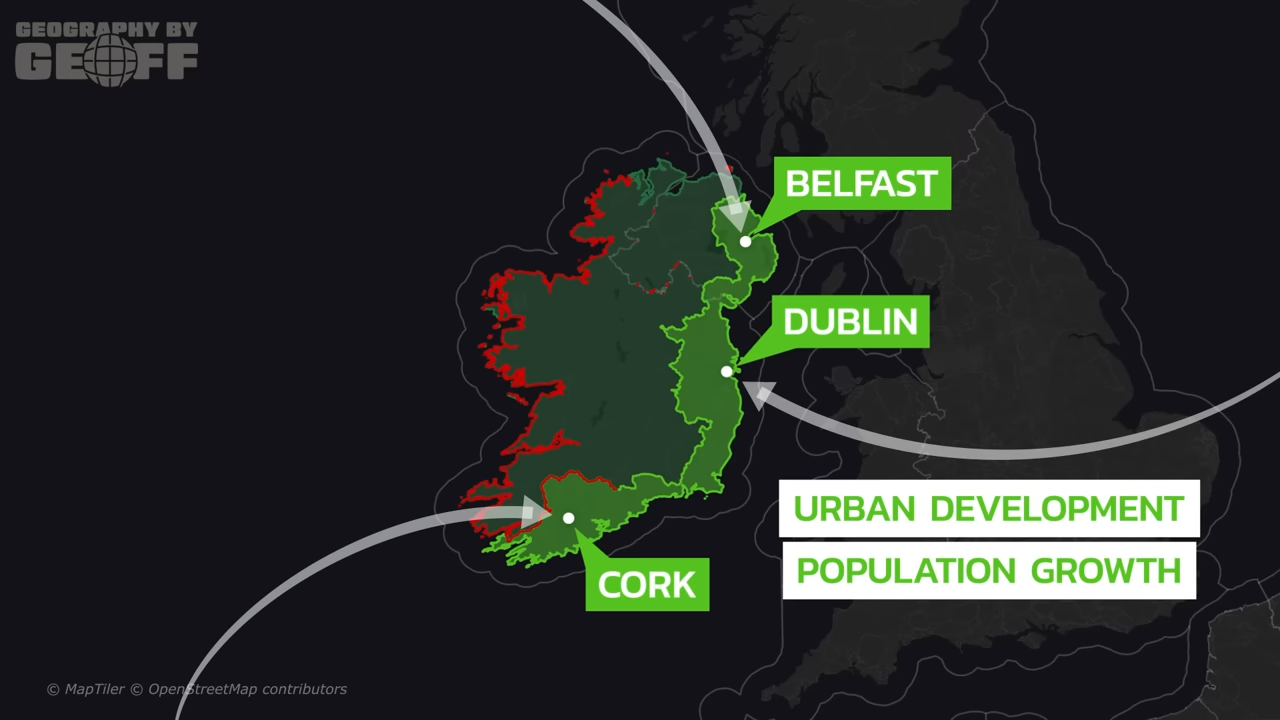 GEOGRAPHY BY
GEOFF
BELFAST
DUBLIN
URBAN DEVELOPMENT
POPULATION GROWTH
CORK
© MapTiler © OpenStreetMap contributors